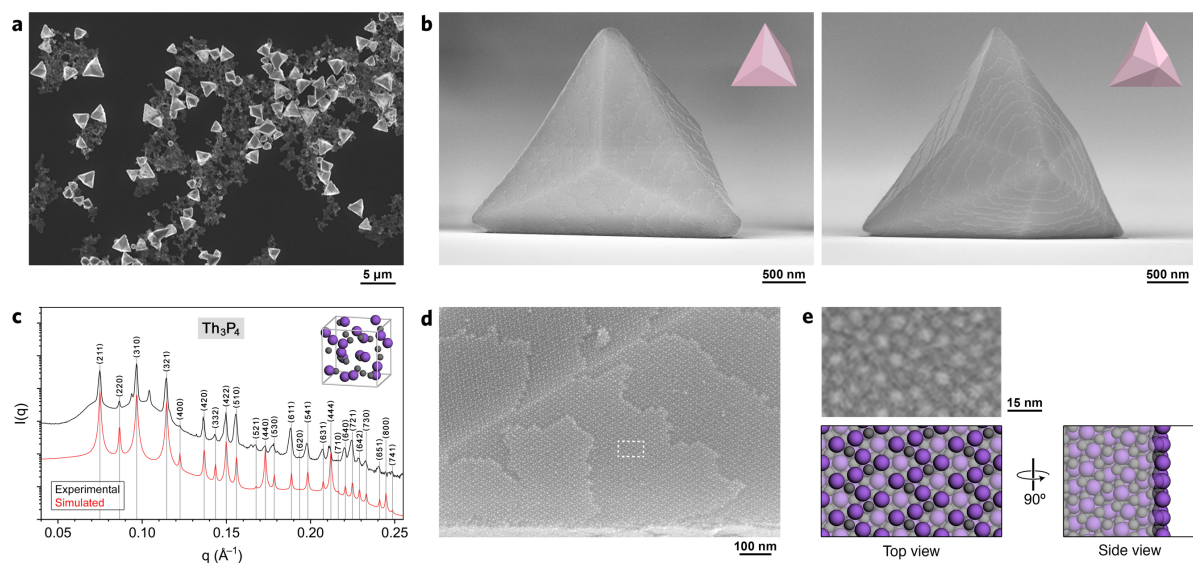 a
5 µm
b
500 nm
500 nm
c
Th3P4
I(q)
(211)
(220)
(310)
(321)
(400)
(420)
(332)
(422)
(510)
(521)
(440)
(530)
(611)
(620)
(541)
(631)
(444)
(710)
(640)
(721)
(642)
(730)
(651)
(800)
(741)
Experimental
Simulated
0.05
0.10
0.15
0.20
0.25
q (Å–1)
d
100 nm
e
15 nm
90º
Top view
Side view